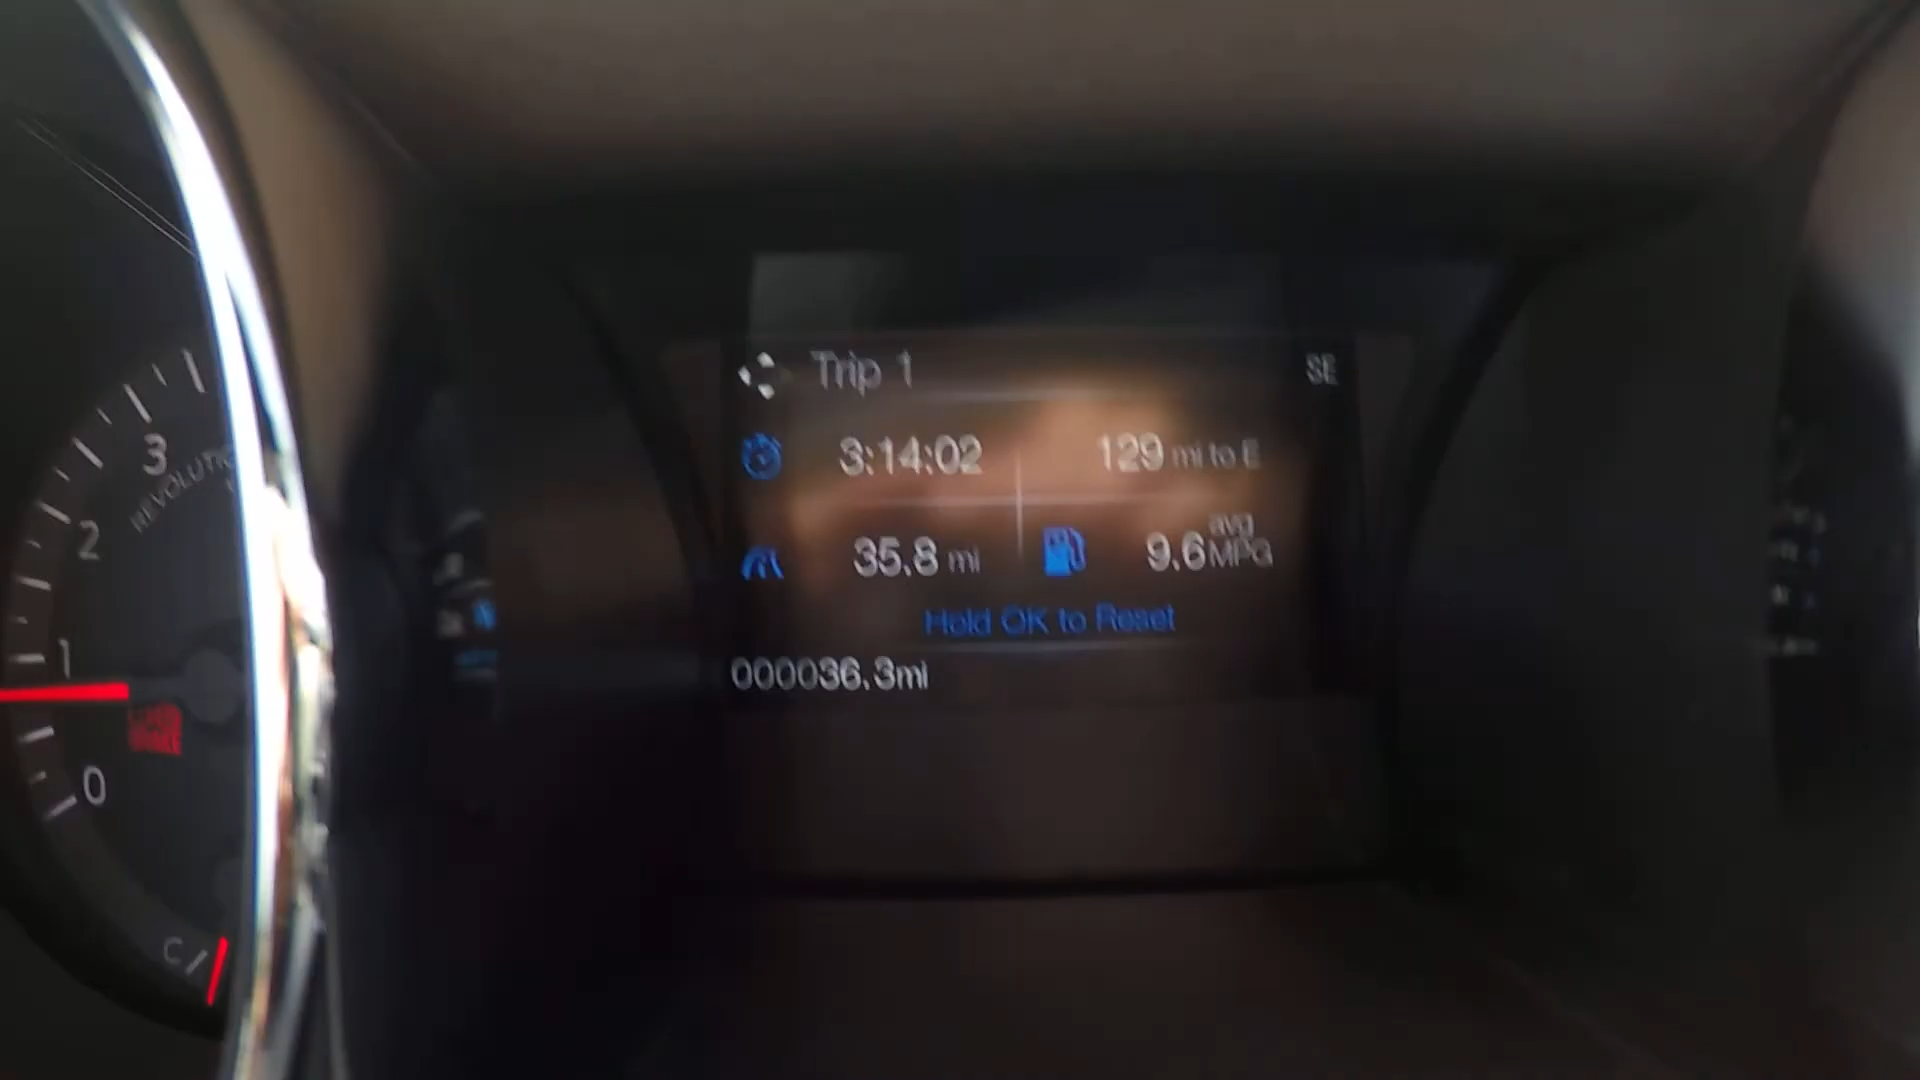 Trip 1
SE
3:14:02
129 mi to E
35.8 mi
9.6 avg MPG
Hold OK to Reset
000036.3mi
3
2
1
0
C